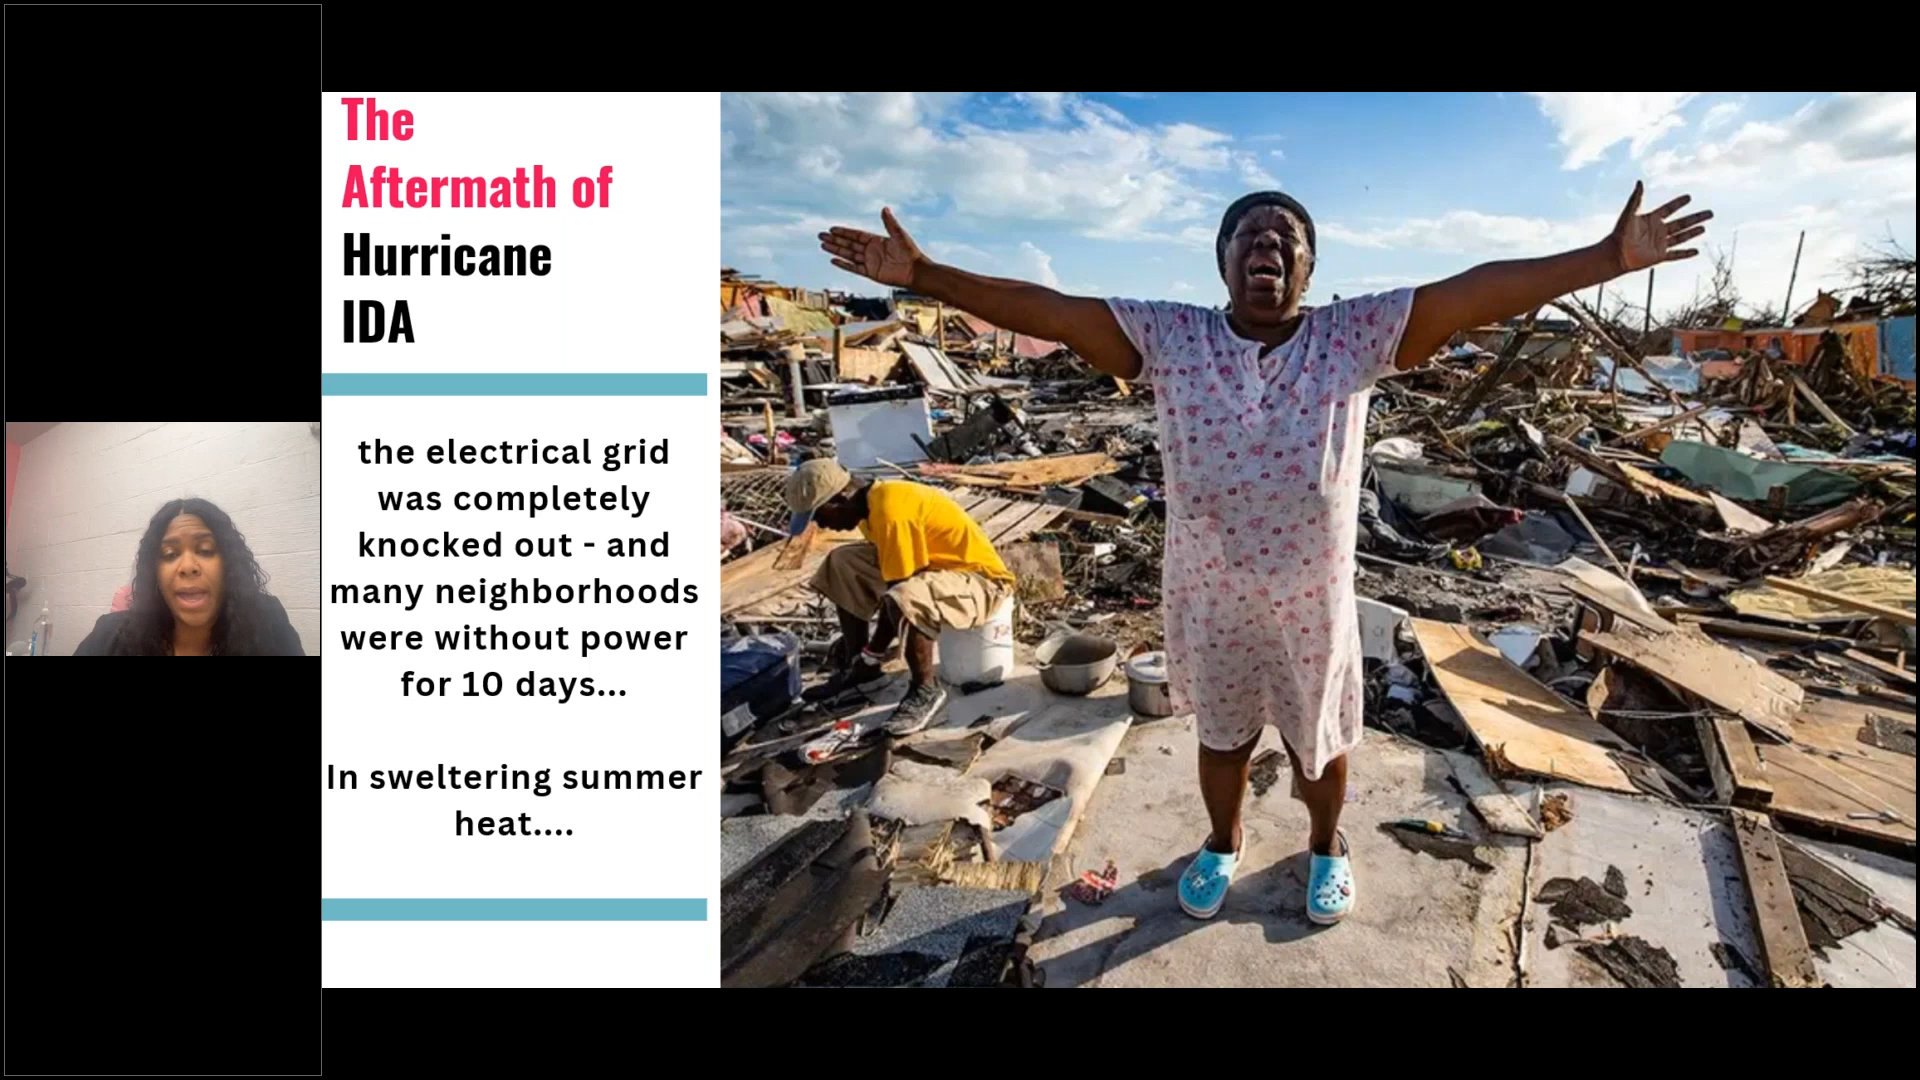 The
Aftermath of
Hurricane
IDA
the electrical grid
was completely
knocked out - and
many neighborhoods
were without power
for 10 days...
In sweltering summer
heat....